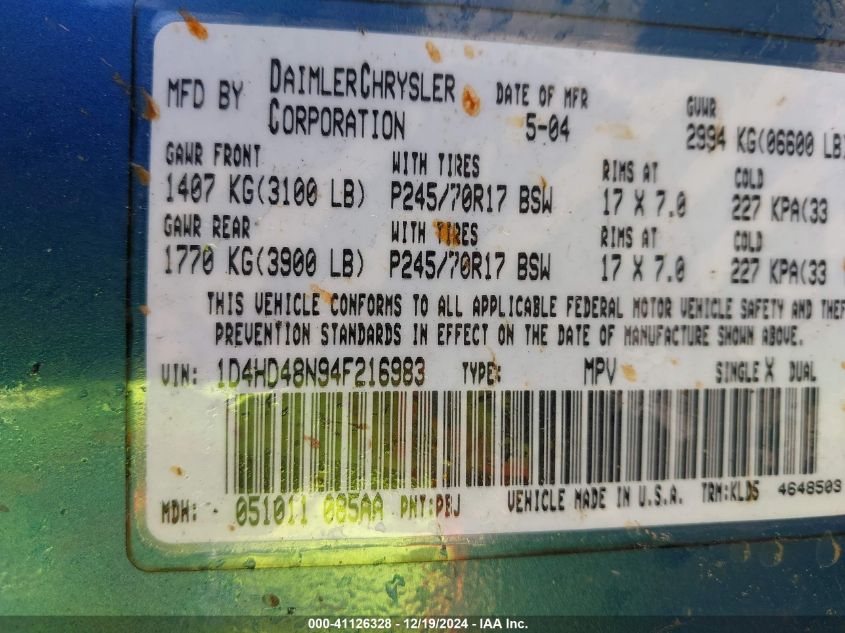 MFD BY DAIMLERCHRYSLER CORPORATION DATE OF MFR 5-04 GVWR 2994 KG(06600 LB)
GAWR FRONT WITH TIRES RIMS AT COLD
1407 KG(3100 LB) P245/70R17 BSW 17 X 7.0 227 KPA(33
GAWR REAR WITH TIRES RIMS AT COLD
1770 KG(3900 LB) P245/70R17 BSW 17 X 7.0 227 KPA(33
THIS VEHICLE CONFORMS TO ALL APPLICABLE FEDERAL MOTOR VEHICLE SAFETY AND THEF
PREVENTION STANDARDS IN EFFECT ON THE DATE OF MANUFACTURE SHOWN ABOVE.
VIN: 1D4HD48N94F216983 TYPE: MPV SINGLE X DUAL
MDH: - 051011 085AA PNT:PBJ VEHICLE MADE IN U.S.A. TRM:KLD5 4648503
000-41126328 - 12/19/2024 - IAA Inc.